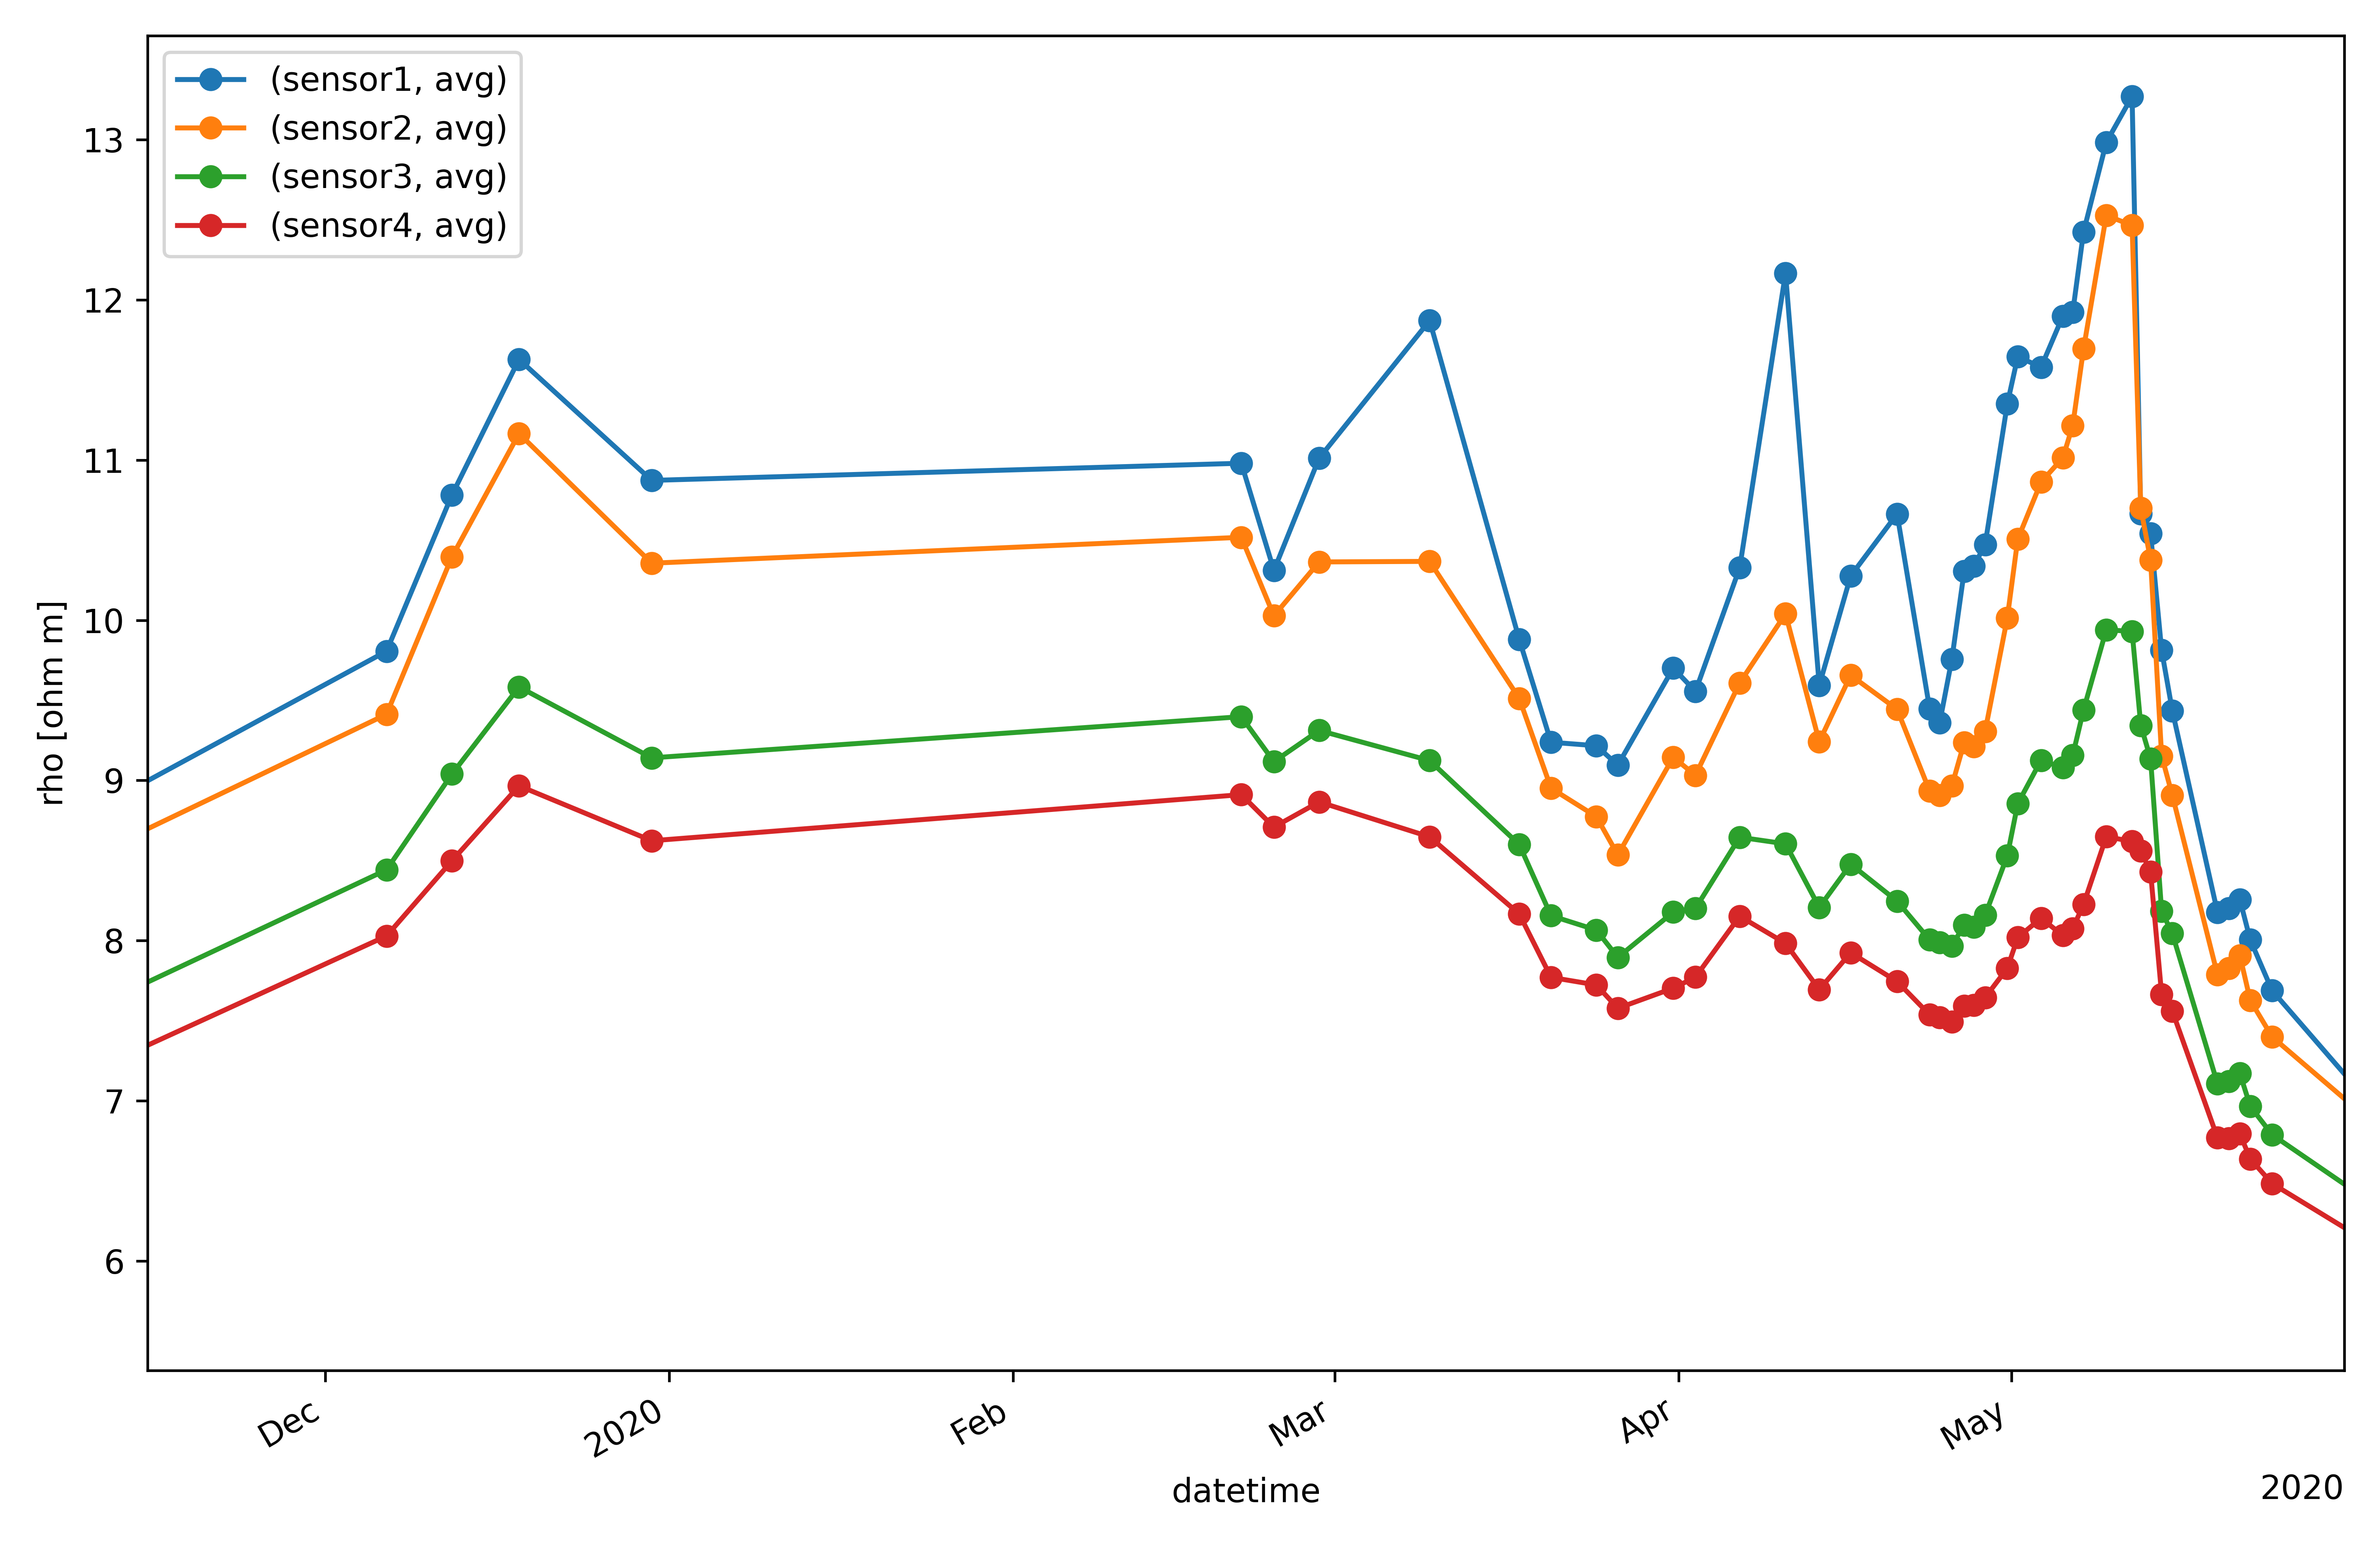 (sensor1, avg)
(sensor2, avg)
(sensor3, avg)
(sensor4, avg)
13
12
11
10
9
8
7
6
rho [ohm m]
Dec
2020
Feb
Mar
Apr
May
datetime
2020